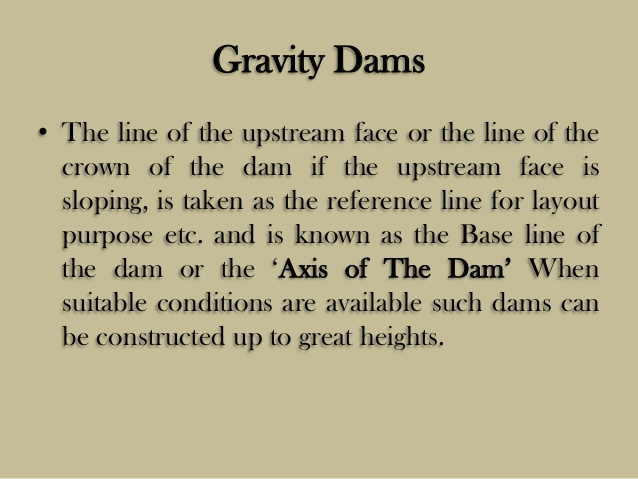 Gravity Dams
• The line of the upstream face or the line of the
crown of the dam if the upstream face is
sloping, is taken as the reference line for layout
purpose etc. and is known as the Base line of
the dam or the ‘Axis of The Dam’ When
suitable conditions are available such dams can
be constructed up to great heights.